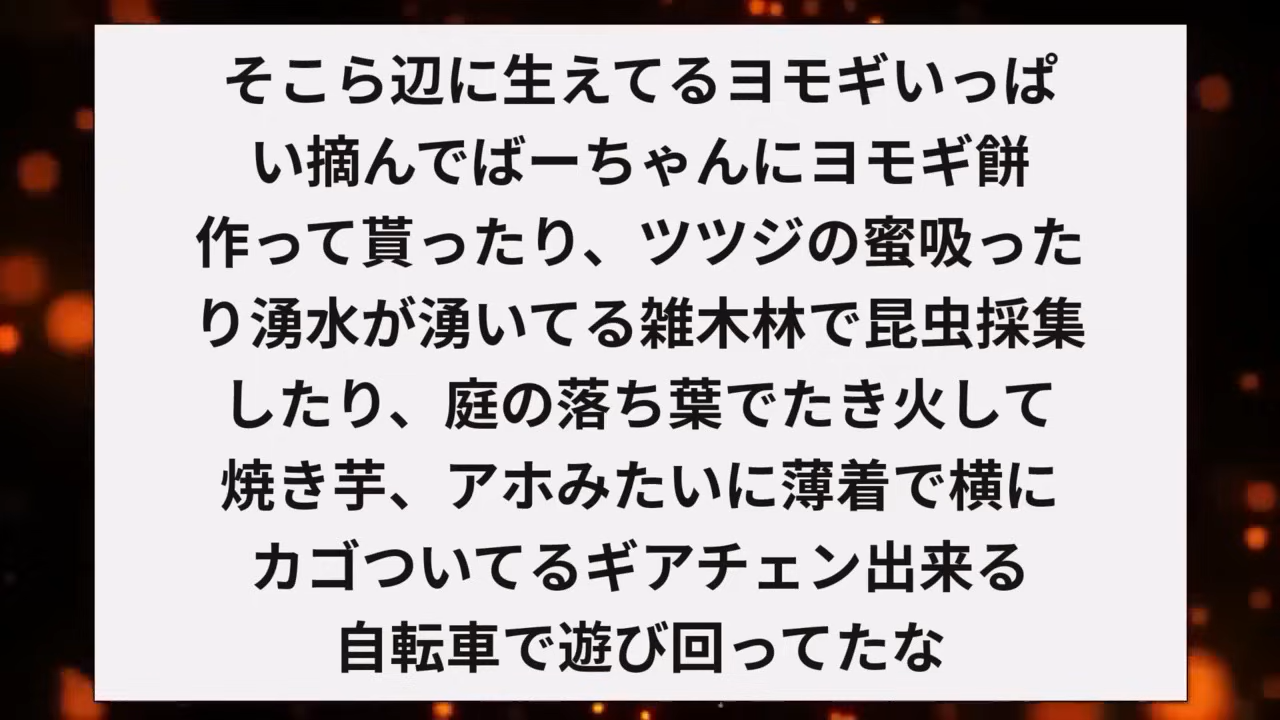 そこら辺に生えてるヨモギいっぱ
い摘んでばーちゃんにヨモギ餅
作って貰ったり、ツツジの蜜吸った
り湧水が湧いてる雑木林で昆虫採集
したり、庭の落ち葉でたき火して
焼き芋、アホみたいに薄着で横に
カゴついてるギアチェン出来る
自転車で遊び回ってたな